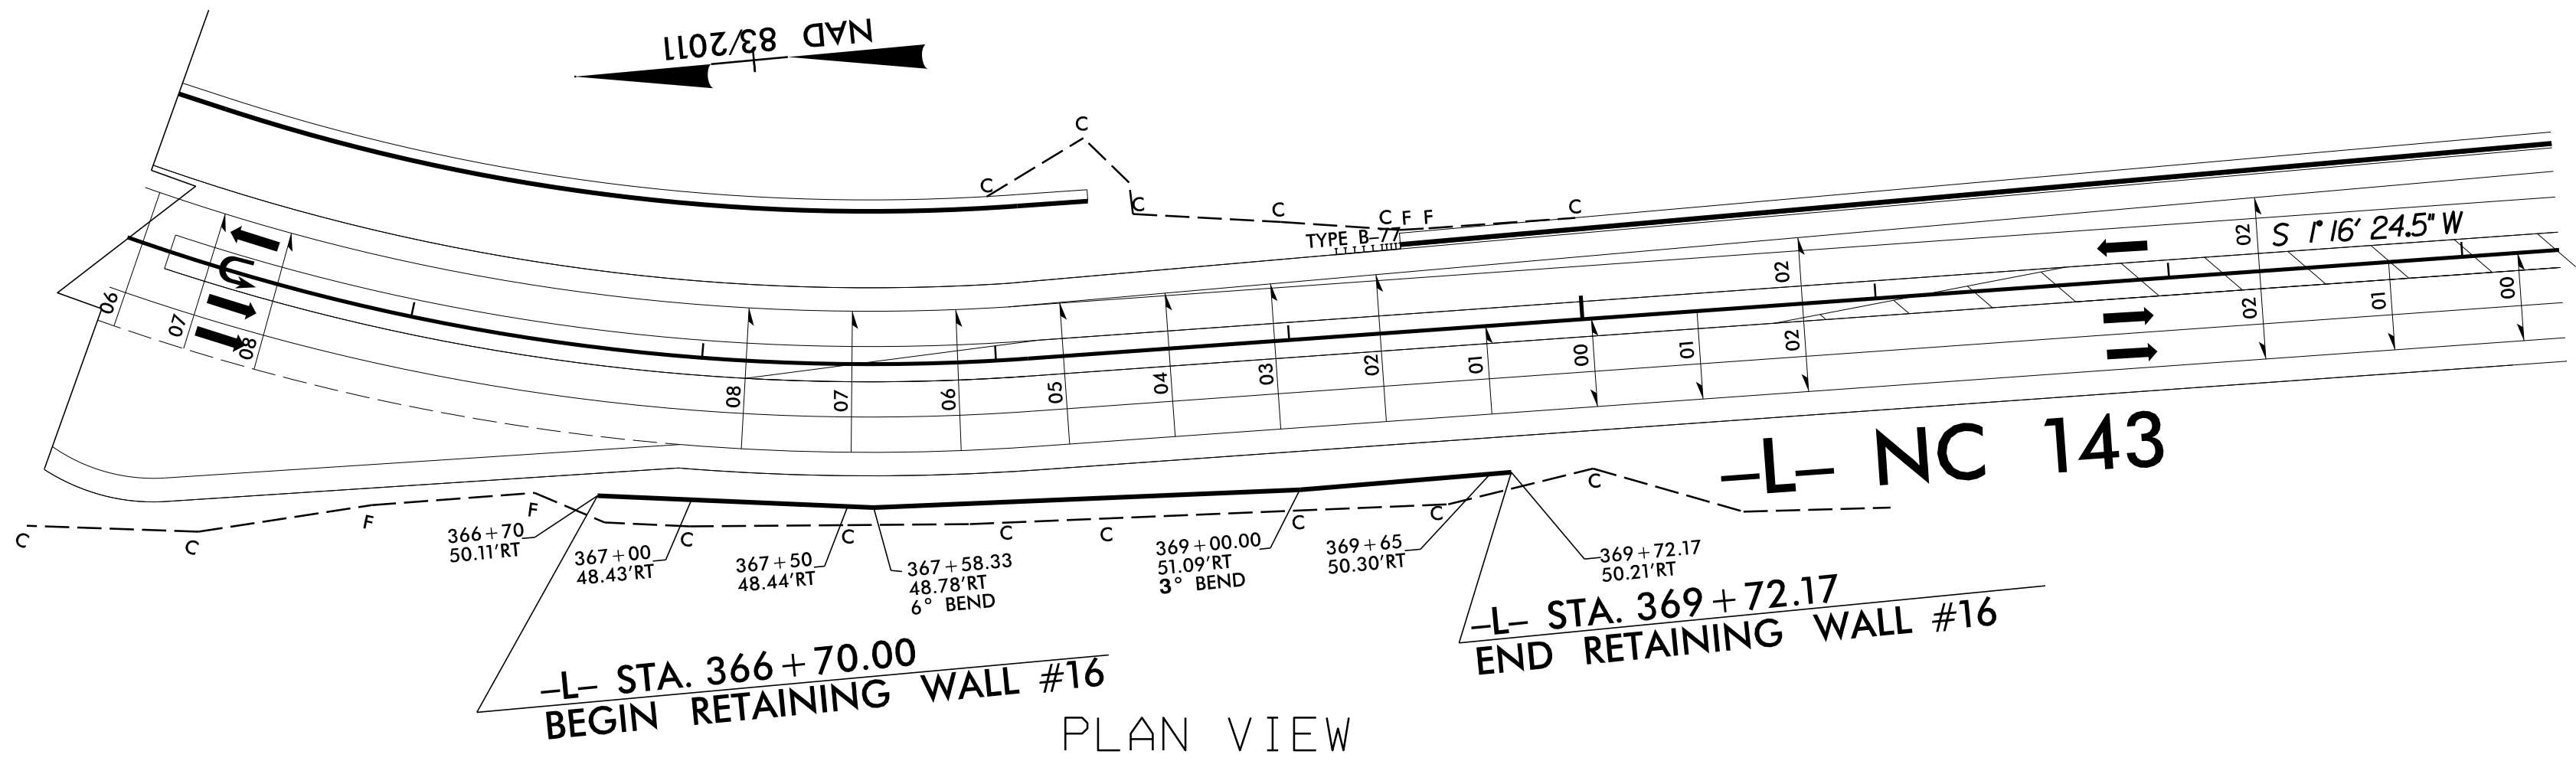 NAD 83/2011
C
C
C
C
C F F
C
TYPE B-77
S 1° 16' 24.5" W
02
02
06
07
08
08
07
06
05
04
03
02
01
00
01
02
02
01
00
-L- NC 143
C
C
F
F
C
C
C
C
C
C
C
366+70
50.11'RT
367+00
48.43'RT
367+50
48.44'RT
367+58.33
48.78'RT
6° BEND
369+00.00
51.09'RT
3° BEND
369+65
50.30'RT
369+72.17
50.21'RT
-L- STA. 366+70.00
BEGIN RETAINING WALL #16
-L- STA. 369+72.17
END RETAINING WALL #16
PLAN VIEW